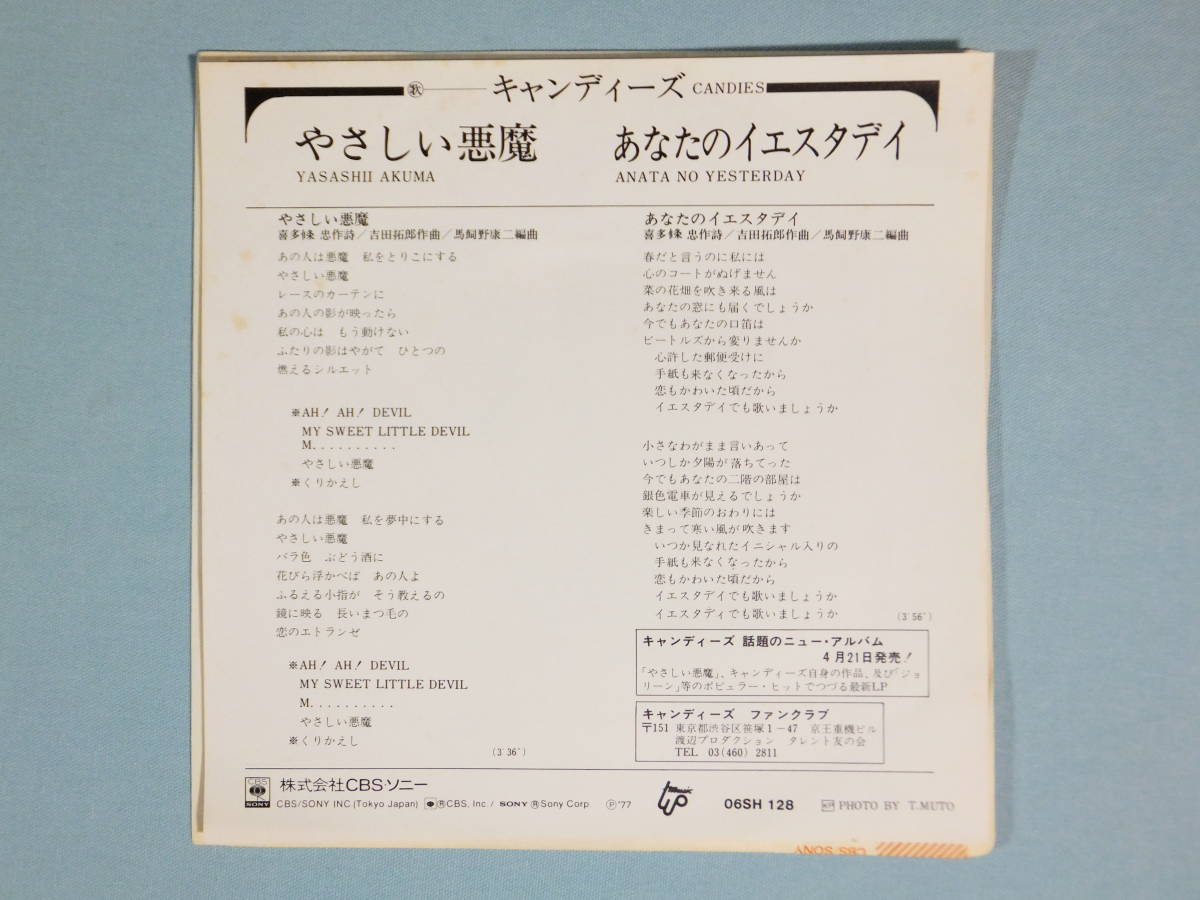 歌 キャンディーズ CANDIES
やさしい悪魔
YASASHII AKUMA
あなたのイエスタデイ
ANATA NO YESTERDAY
やさしい悪魔
喜多條 忠作詩/吉田拓郎作曲/馬飼野康二編曲
あの人は悪魔 私をとりこにする
やさしい悪魔
レースのカーテンに
あの人の影が映ったら
私の心は もう動けない
ふたりの影はやがて ひとつの
燃えるシルエット
※AH! AH! DEVIL
MY SWEET LITTLE DEVIL
M..........
やさしい悪魔
※くりかえし
あの人は悪魔 私を夢中にする
やさしい悪魔
バラ色 ぶどう酒に
花びら浮かべば あの人よ
ふるえる小指が そう教えるの
鏡に映る 長いまつ毛の
恋のエトランゼ
※AH! AH! DEVIL
MY SWEET LITTLE DEVIL
M..........
やさしい悪魔
※くりかえし
(3'36")
あなたのイエスタデイ
喜多條 忠作詩/吉田拓郎作曲/馬飼野康二編曲
春だと言うのに私には
心のコートがぬげません
菜の花畑を吹き来る風は
あなたの窓にも届くでしょうか
今でもあなたの口笛は
ビートルズから変りませんか
心許した郵便受けに
手紙も来なくなったから
恋もかわいた頃だから
イエスタデイでも歌いましょうか
小さなわがまま言いあって
いつしか夕陽が落ちてった
今でもあなたの二階の部屋は
銀色電車が見えるでしょうか
楽しい季節のおわりには
きまって寒い風が吹きます
いつか見なれたイニシャル入りの
手紙も来なくなったから
恋もかわいた頃だから
イエスタデイでも歌いましょうか
イエスタディでも歌いましょうか
(3'56")
キャンディーズ 話題のニュー・アルバム
4月21日発売!
「やさしい悪魔」、キャンディーズ自身の作品、及び「ジョ
リーン」等のポピュラー・ヒットでつづる最新LP
キャンディーズ ファンクラブ
〒151 東京都渋谷区笹塚1-47 京王重機ビル
渡辺プロダクション タレント友の会
TEL 03(460)2811
CBS SONY 株式会社CBS・ソニー
CBS/SONY INC(Tokyo Japan) ®CBS, Inc./SONY ®Sony Corp. Ⓟ'77
music
06SH 128
PHOTO BY T.MUTO
CBS SONY